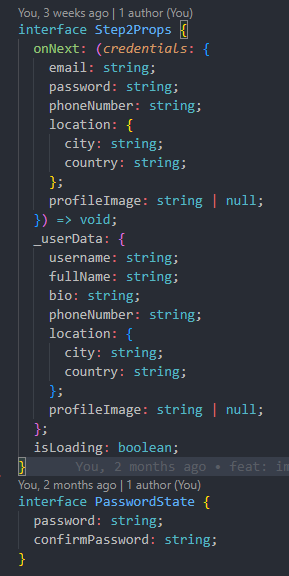 You, 3 weeks ago | 1 author (You)
interface Step2Props {
  onNext: (credentials: {
    email: string;
    password: string;
    phoneNumber: string;
    location: {
      city: string;
      country: string;
    };
    profileImage: string | null;
  }) => void;
  _userData: {
    username: string;
    fullName: string;
    bio: string;
    phoneNumber: string;
    location: {
      city: string;
      country: string;
    };
    profileImage: string | null;
  };
  isLoading: boolean;
} You, 2 months ago • feat: im
You, 2 months ago | 1 author (You)
interface PasswordState {
  password: string;
  confirmPassword: string;
}